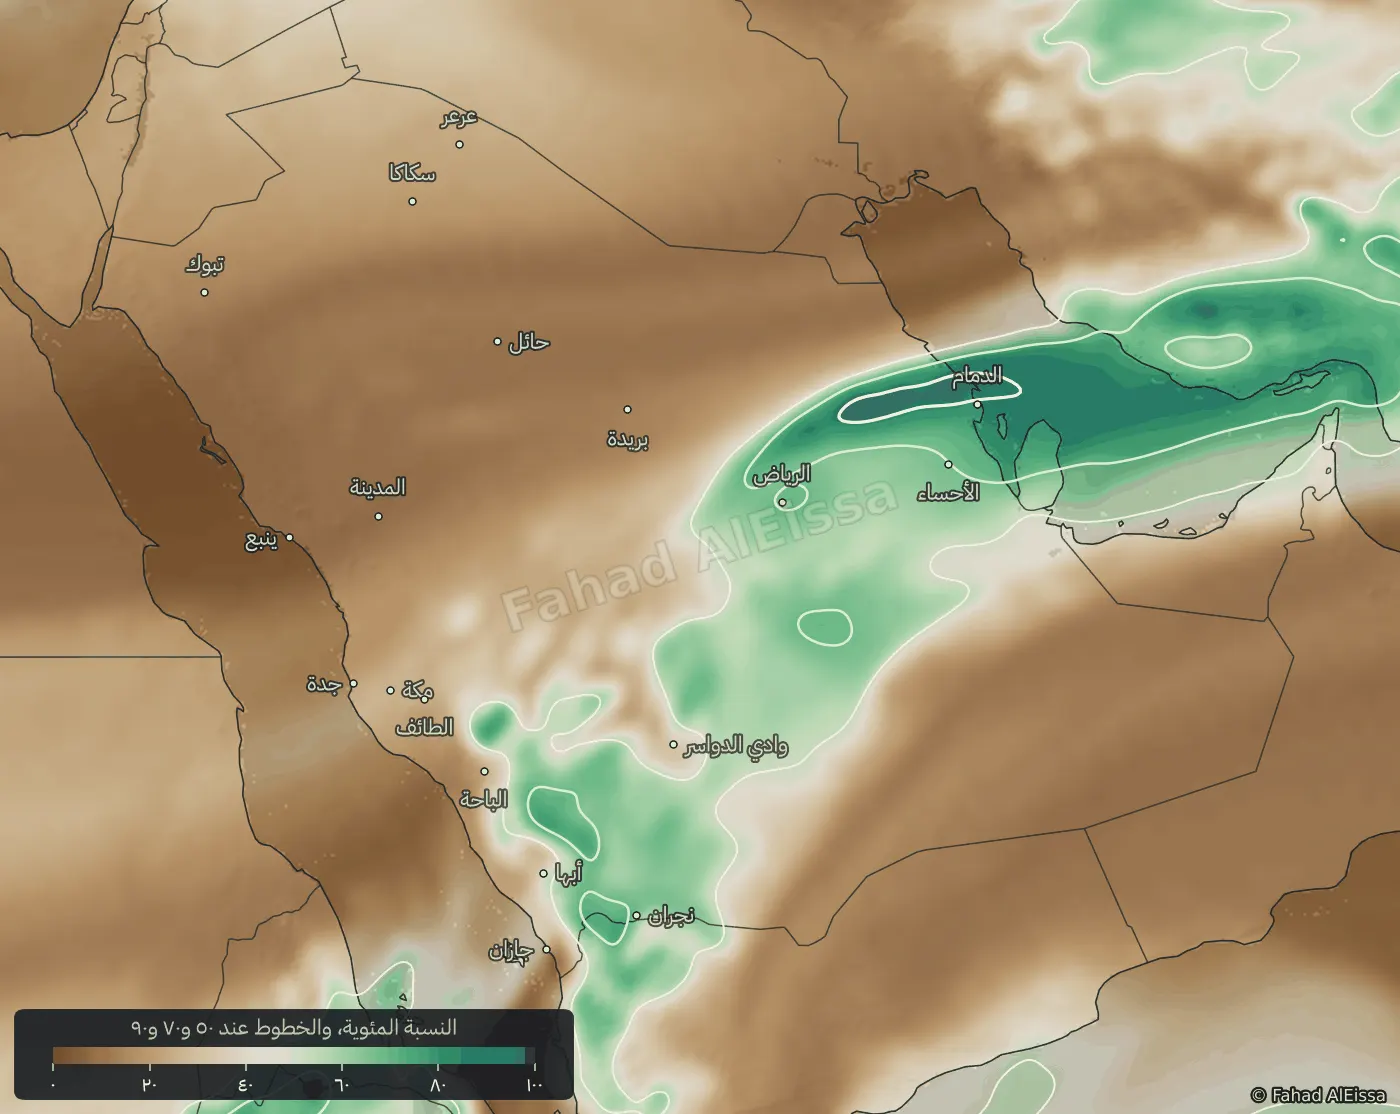 عرعر
سكاكا
تبوك
حائل
الدمام
بريدة
الرياض
المدينة
الأحساء
Fahad AlEissa
ينبع
جدة
مكة
الطائف
وادي الدواسر
الباحة
أبها
نجران
جازان
النسبة المئوية، والخطوط عند ٥٠ و٧٠ و٩٠
٠ ٢٠ ٤٠ ٦٠ ٨٠ ١٠٠
© Fahad AlEissa